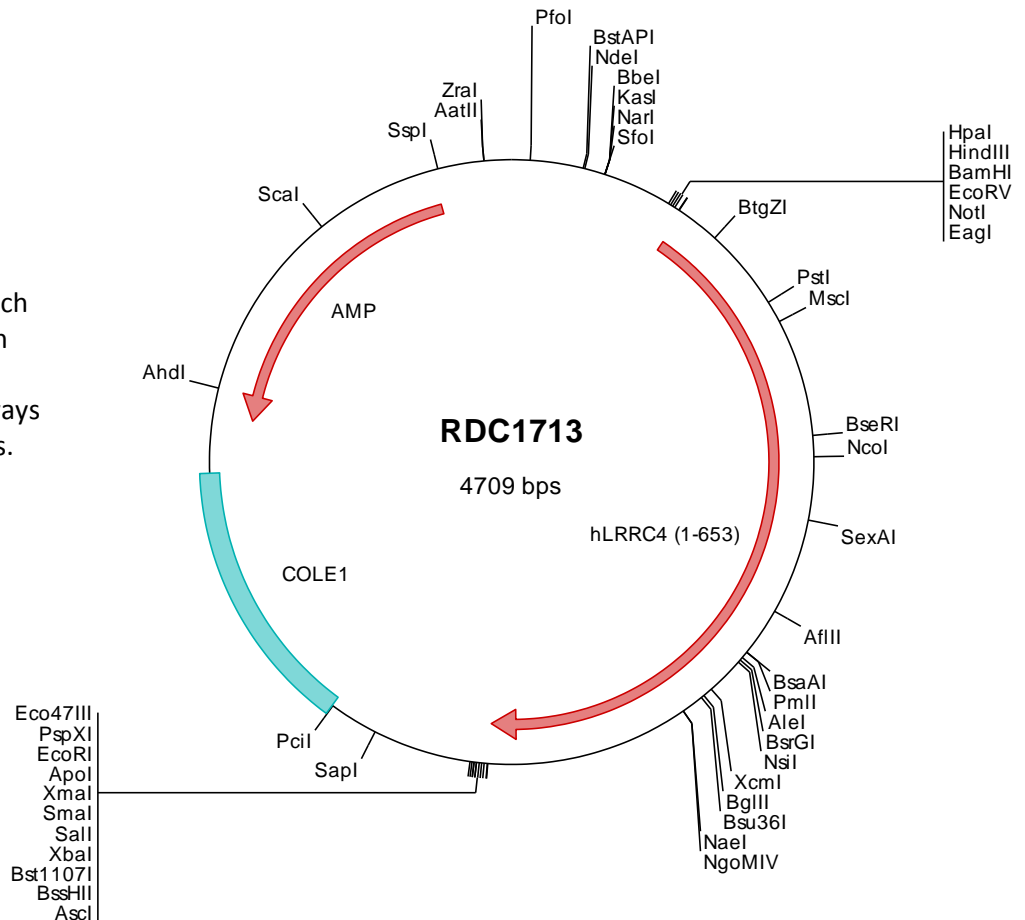 PfoI
BstAPI
NdeI
BbeI
KasI
NarI
SfoI
ZraI
AatII
SspI
ScaI
HpaI
HindIII
BamHI
EcoRV
NotI
EagI
BtgZI
PstI
MscI
AMP
AhdI
BseRI
NcoI
RDC1713
4709 bps
hLRRC4 (1-653)
SexAI
COLE1
AflII
BsaAI
PmlI
AleI
BsrGI
NsiI
XcmI
BglII
Bsu36I
NaeI
NgoMIV
PciI
SapI
Eco47III
PspXI
EcoRI
ApoI
XmaI
SmaI
SalI
XbaI
Bst1107I
BssHII
AscI